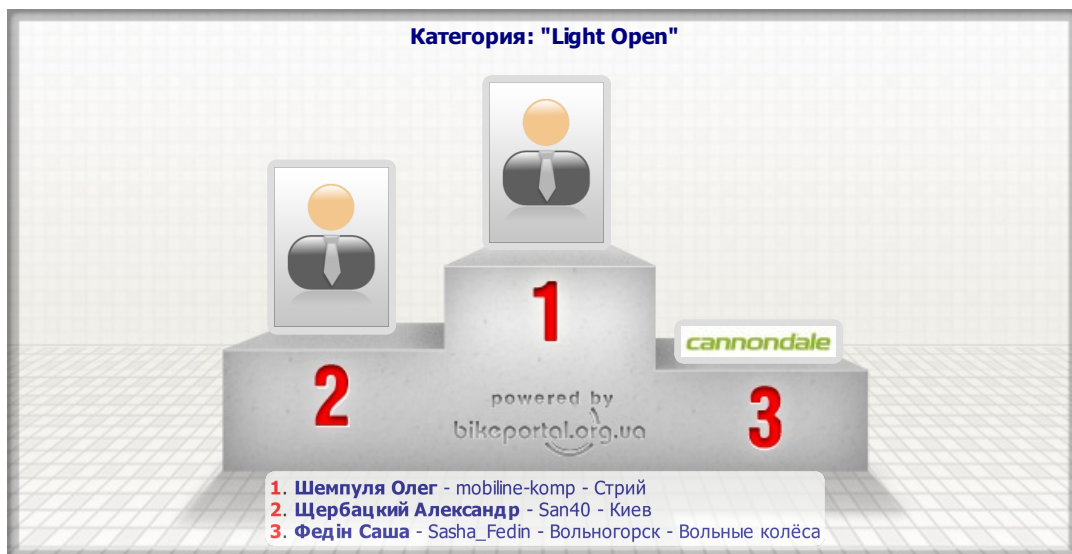 Категория: "Light Open"
1
cannondale
2
3
powered by
bikeportal.org.ua
1. Шемпуля Олег - mobiline-komp - Стрий
2. Щербацкий Александр - San40 - Киев
3. Федін Саша - Sasha_Fedin - Вольногорск - Вольные колёса